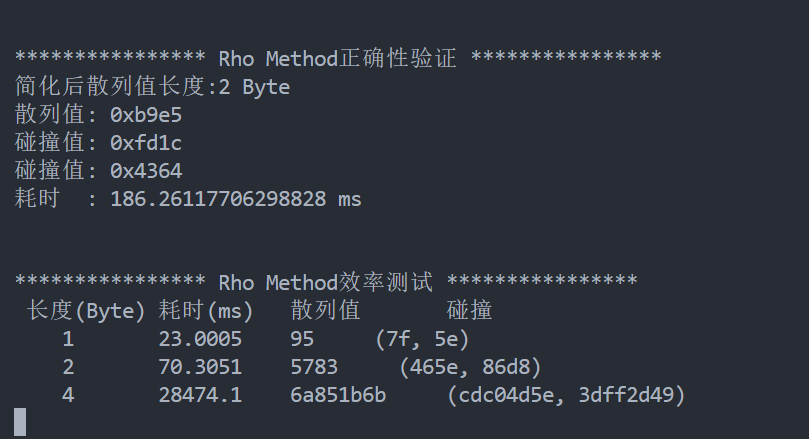 **************** Rho Method正确性验证 ****************
简化后散列值长度:2 Byte
散列值: 0xb9e5
碰撞值: 0xfd1c
碰撞值: 0x4364
耗时  : 186.26117706298828 ms
**************** Rho Method效率测试 ****************
长度(Byte) 耗时(ms)   散列值       碰撞
1       23.0005    95     (7f, 5e)
2       70.3051    5783     (465e, 86d8)
4       28474.1    6a851b6b     (cdc04d5e, 3dff2d49)